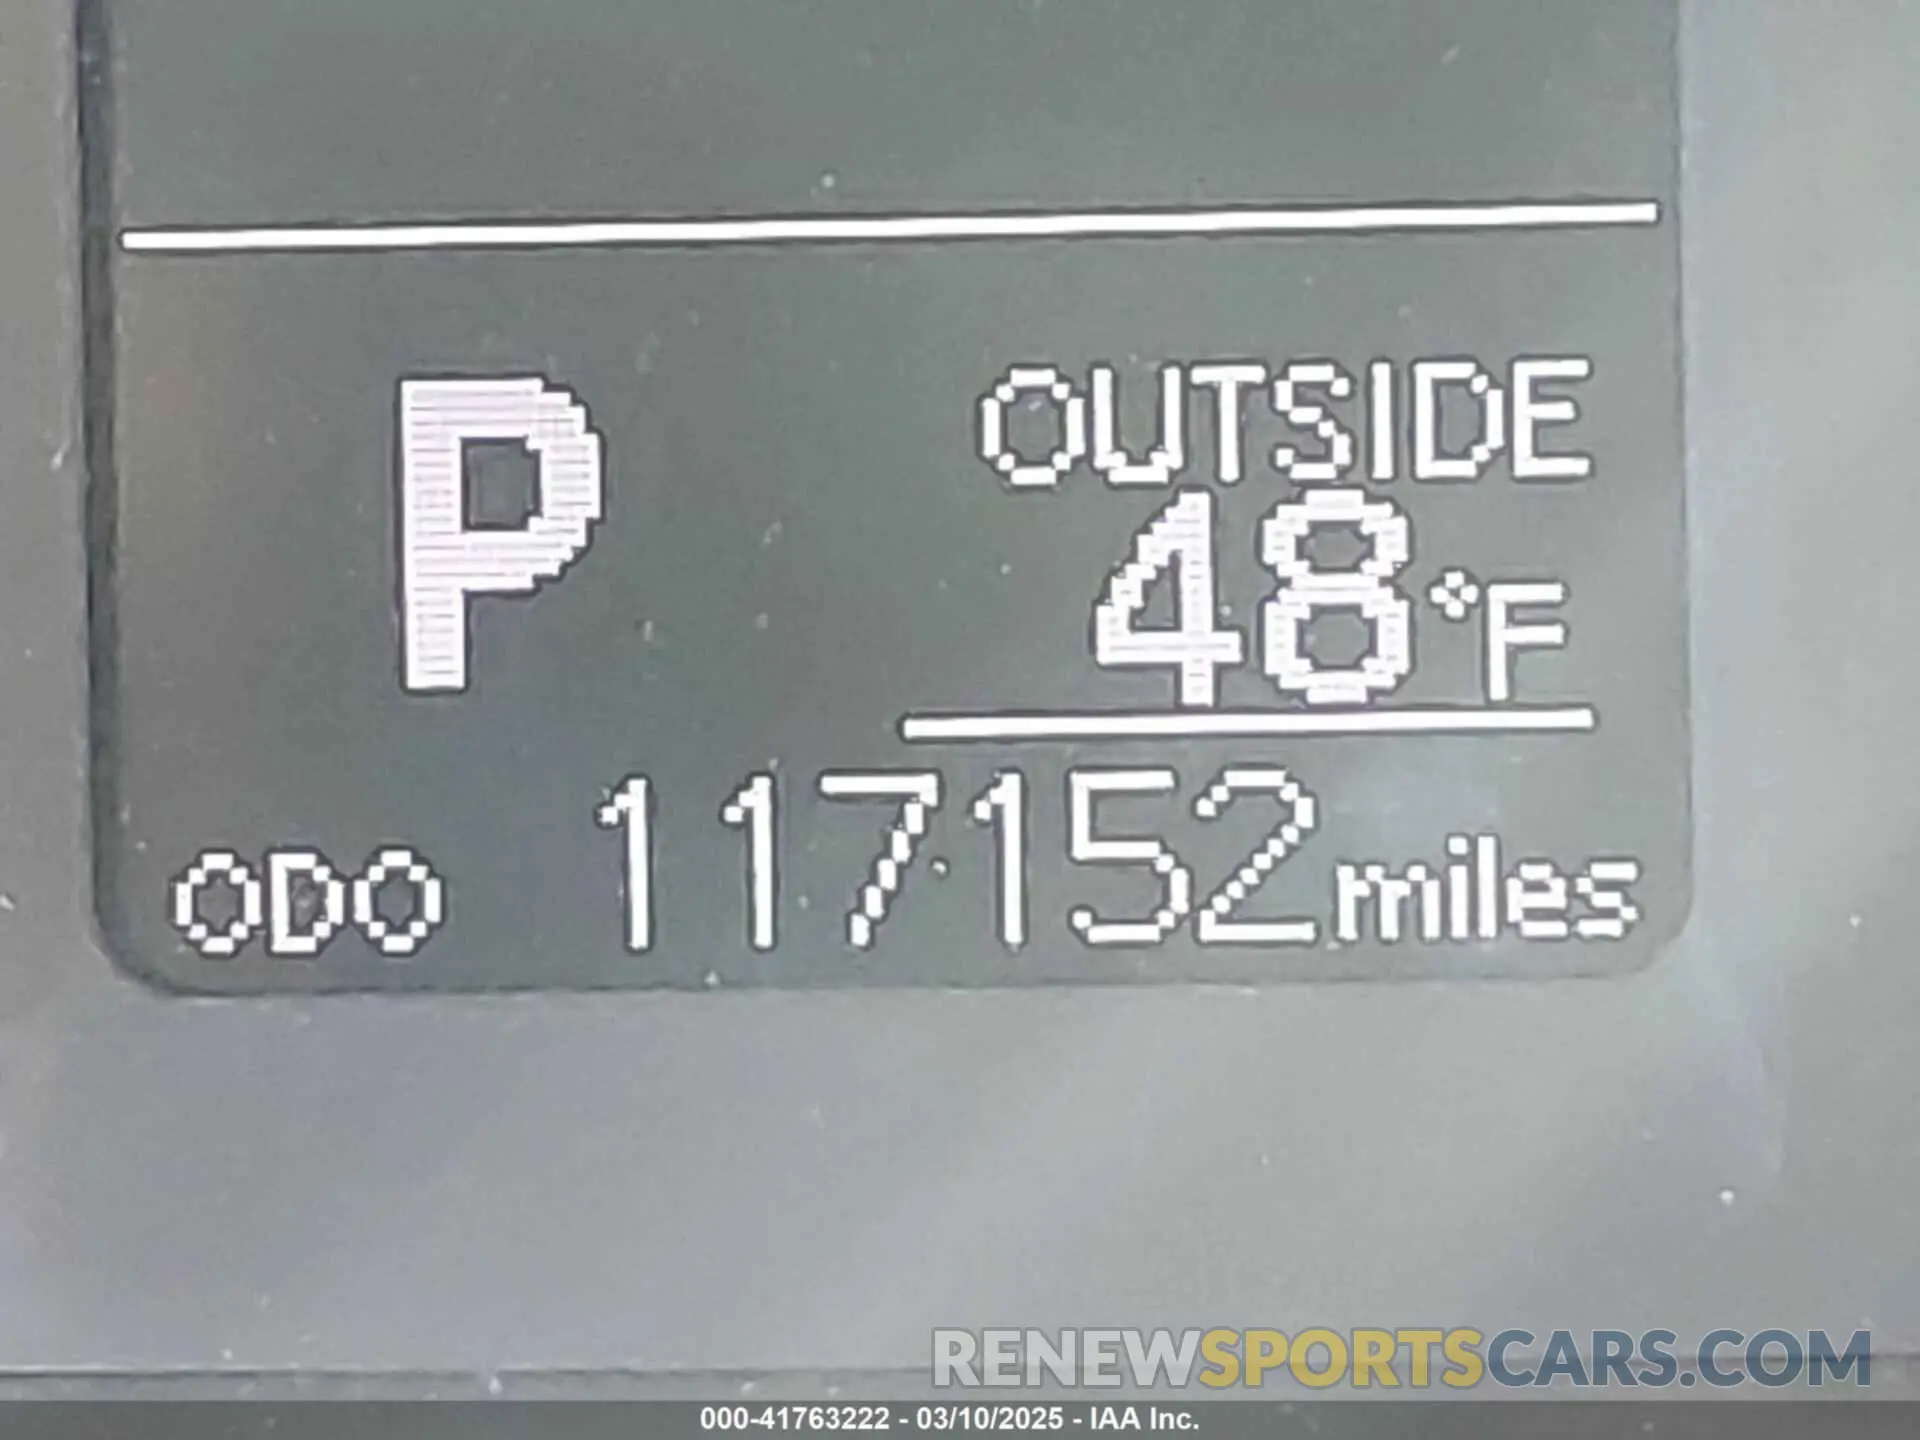 P
OUTSIDE
48°F
ODO 117152 miles
RENEWSPORTSCARS.COM
000-41763222 - 03/10/2025 - IAA Inc.